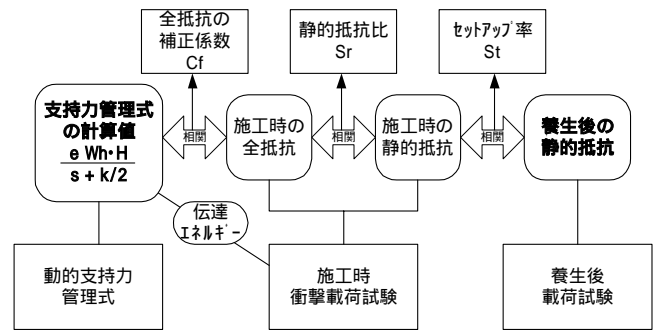 全抵抗の
補正係数
Cf
静的抵抗比
Sr
ｾｯﾄｱｯﾌﾟ率
St
支持力管理式
の計算値
e Wh･H
s + k/2
相関
施工時の
全抵抗
相関
施工時の
静的抵抗
相関
養生後の
静的抵抗
伝達
ｴﾈﾙｷﾞｰ
動的支持力
管理式
施工時
衝撃載荷試験
養生後
載荷試験